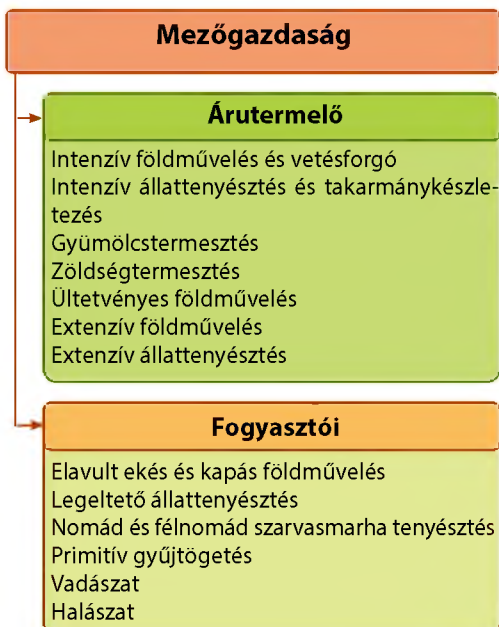 Mezőgazdaság
Árutermelő
Intenzív földművelés és vetésforgó
Intenzív állattenyésztés és takarmánykészle-
tezés
Gyümölcstermesztés
Zöldségtermesztés
Ültetvényes földművelés
Extenzív földművelés
Extenzív állattenyésztés
Fogyasztói
Elavult ekés és kapás földművelés
Legeltető állattenyésztés
Nomád és félnomád szarvasmarha tenyésztés
Primitív gyűjtögetés
Vadászat
Halászat